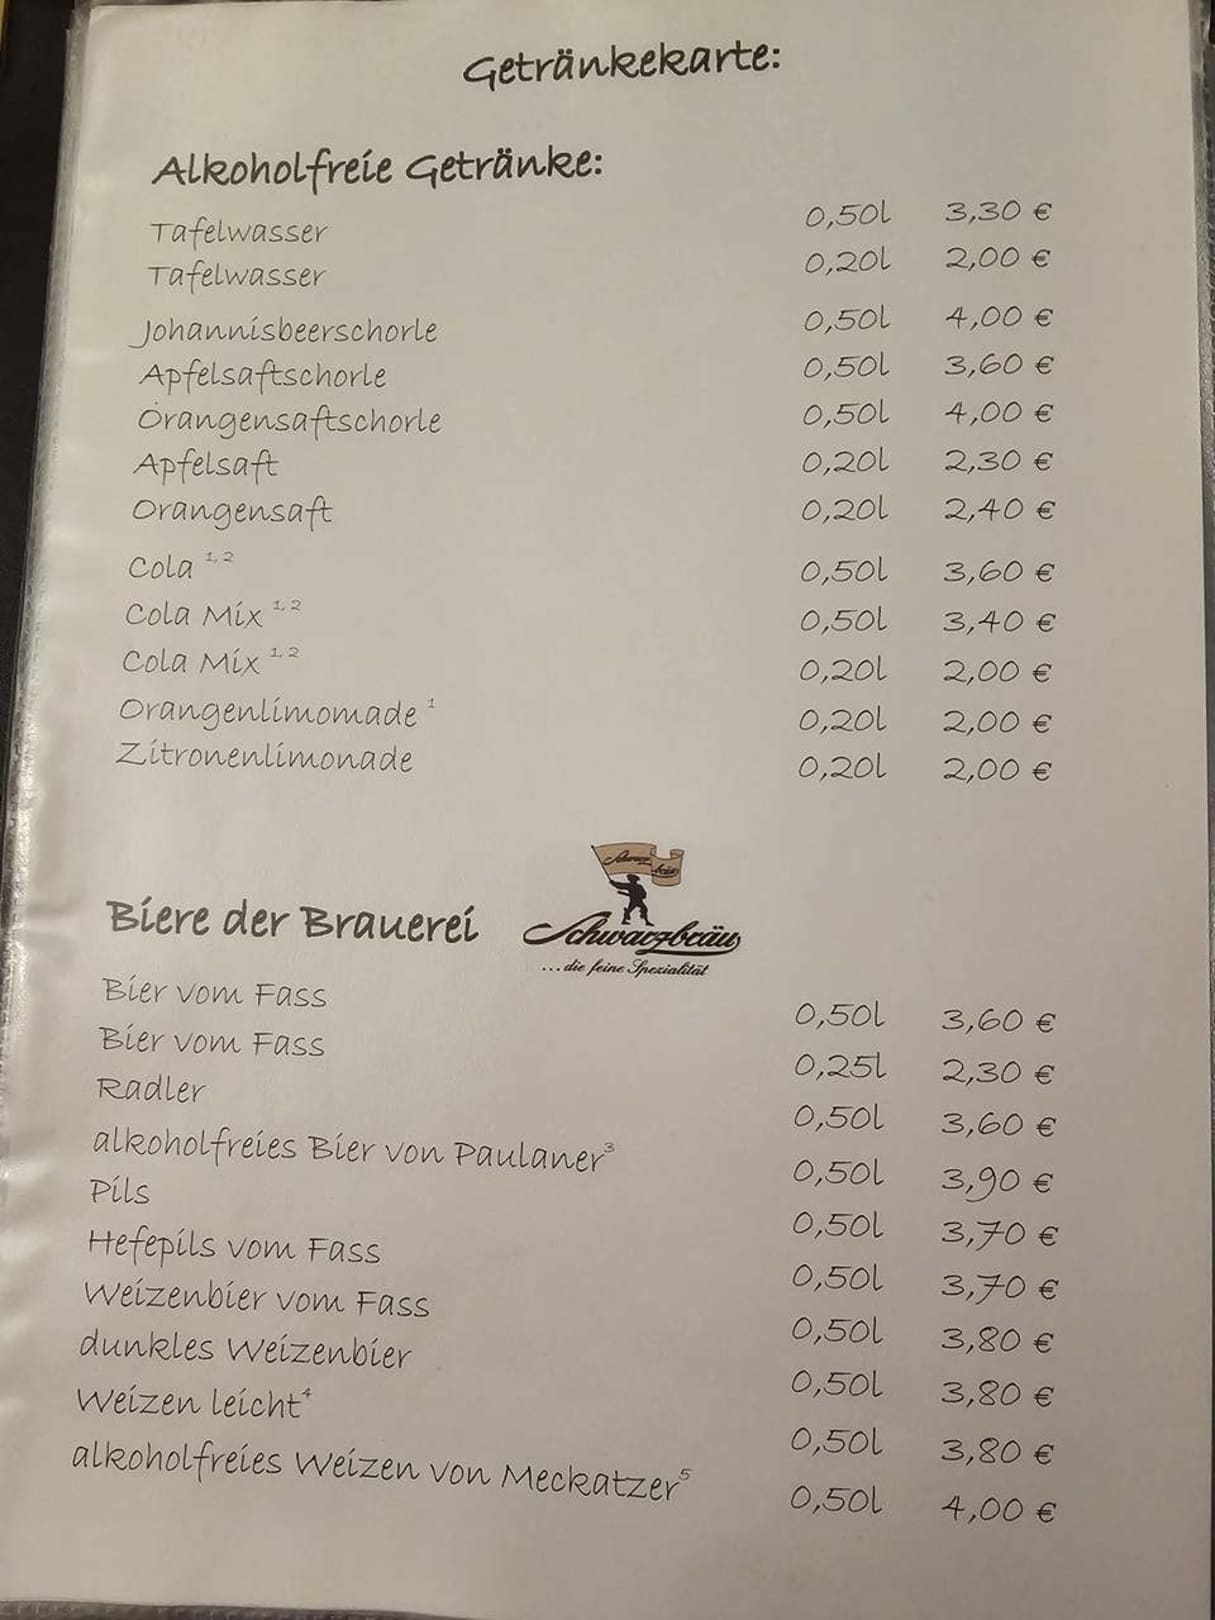 Getränkekarte:
Alkoholfreie Getränke:
Tafelwasser 0,50l 3,30 €
Tafelwasser 0,20l 2,00 €
Johannisbeerschorle 0,50l 4,00 €
Apfelsaftschorle 0,50l 3,60 €
Orangensaftschorle 0,50l 4,00 €
Apfelsaft 0,20l 2,30 €
Orangensaft 0,20l 2,40 €
Cola 1, 2 0,50l 3,60 €
Cola Mix 1, 2 0,50l 3,40 €
Cola Mix 1, 2 0,20l 2,00 €
Orangenlimomade 1 0,20l 2,00 €
Zitronenlimonade 0,20l 2,00 €
Schwarzbräu
Biere der Brauerei Schwarzbräu
...die feine Spezialität
Bier vom Fass 0,50l 3,60 €
Bier vom Fass 0,25l 2,30 €
Radler 0,50l 3,60 €
alkoholfreies Bier von Paulaner3 0,50l 3,90 €
Pils 0,50l 3,70 €
Hefepils vom Fass 0,50l 3,70 €
Weizenbier vom Fass 0,50l 3,80 €
dunkles Weizenbier 0,50l 3,80 €
Weizen leicht4 0,50l 3,80 €
alkoholfreies Weizen von Meckatzer5 0,50l 4,00 €